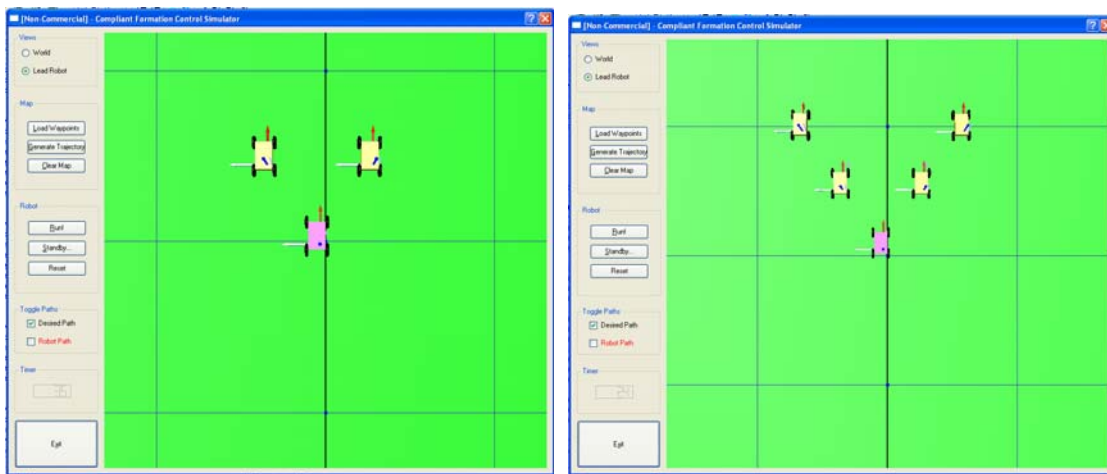 [Non-Commercial] - Compliant Formation Control Simulator
Views
World
Lead Robot
Map
Load Waypoints
Generate Trajectory
Clear Map
Robot
Run!
Standby...
Reset
Toggle Paths
Desired Path
Robot Path
Timer
Exit
[Non-Commercial] - Compliant Formation Control Simulator
Views
World
Lead Robot
Map
Load Waypoints
Generate Trajectory
Clear Map
Robot
Run!
Standby...
Reset
Toggle Paths
Desired Path
Robot Path
Timer
Exit